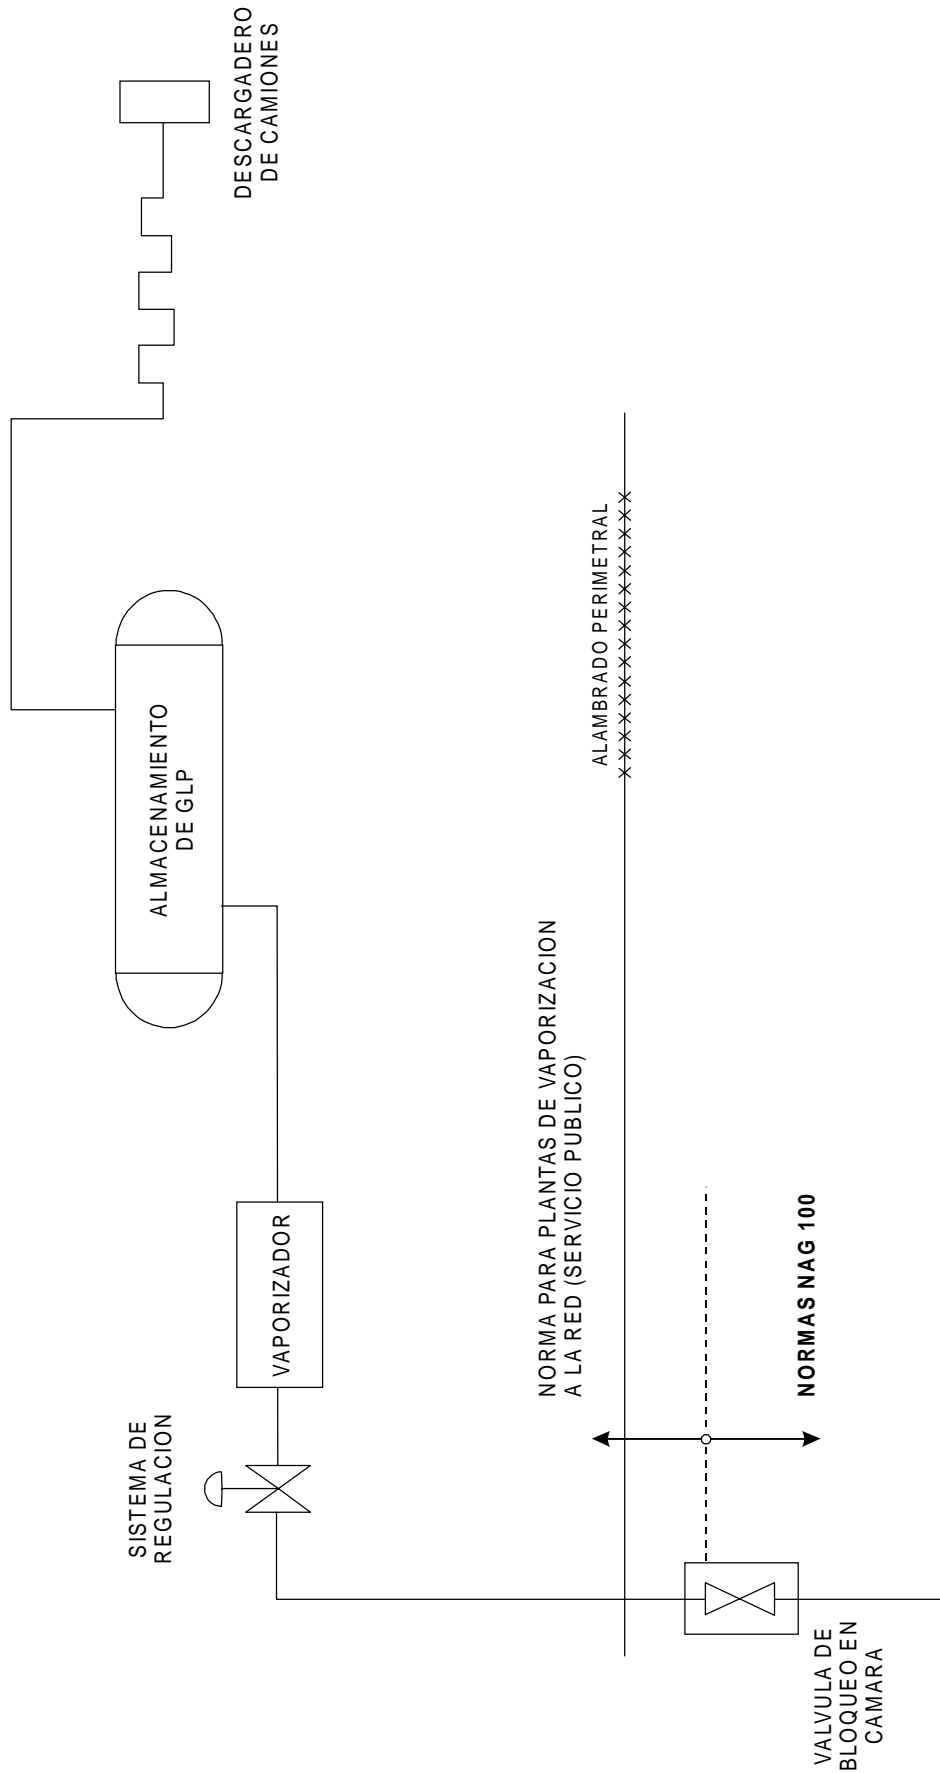 DESCARGADERO
DE CAMIONES
ALMACENAMIENTO
DE GLP
ALAMBRADO PERIMETRAL
VAPORIZADOR
NORMA PARA PLANTAS DE VAPORIZACION
A LA RED (SERVICIO PUBLICO)
SISTEMA DE
REGULACION
NORMAS NAG 100
VALVULA DE
BLOQUEO EN
CAMARA